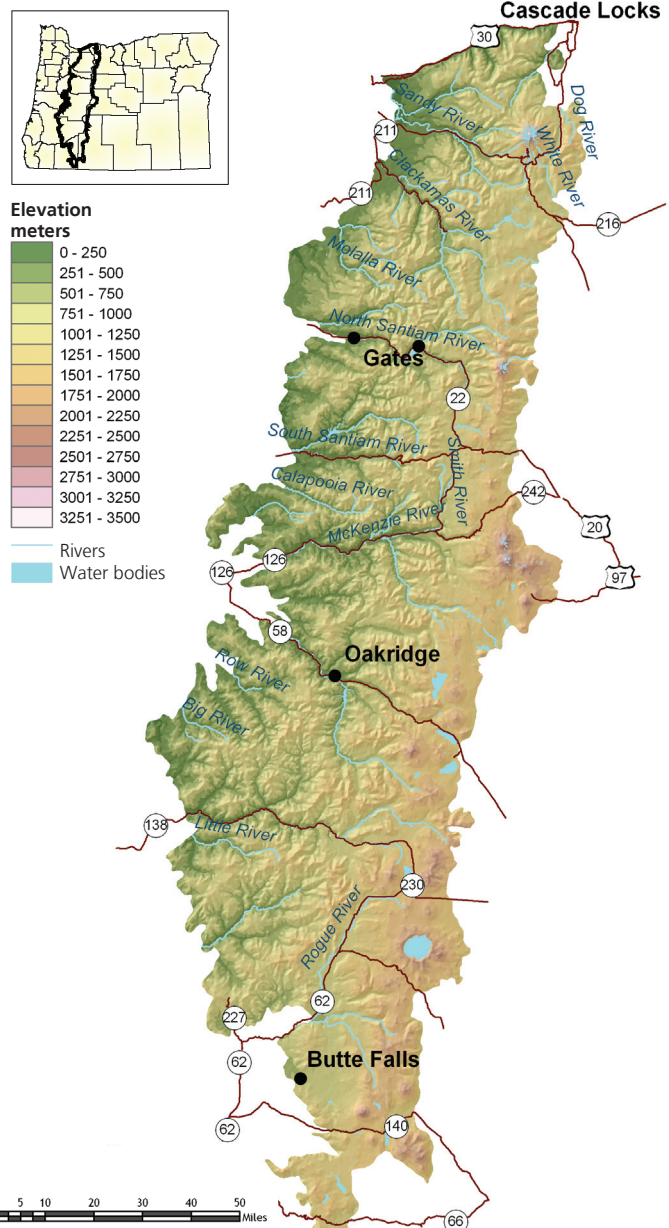 Cascade Locks
30
Sandy River
Dog River
211
White River
Clackamas River
211
216
Elevation
meters
0 - 250
251 - 500
501 - 750
751 - 1000
1001 - 1250
1251 - 1500
1501 - 1750
1751 - 2000
2001 - 2250
2251 - 2500
2501 - 2750
2751 - 3000
3001 - 3250
3251 - 3500
Rivers
Water bodies
Molalla River
North Santiam River
Gates
22
South Santiam River
Smith River
Calapooia River
242
McKenzie River
20
126
126
97
58
Oakridge
Row River
Big River
138
Little River
230
Rogue River
62
227
62
Butte Falls
62
140
5 10 20 30 40 50
Miles
66